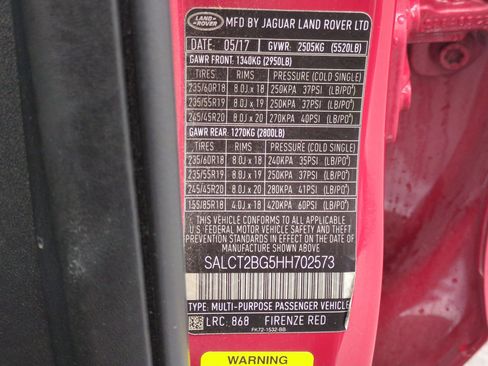 LAND ROVER
MFD BY JAGUAR LAND ROVER LTD
DATE: 05/17 GVWR: 2505KG (5520LB)
GAWR FRONT: 1340KG (2950LB)
TIRES RIMS PRESSURE (COLD SINGLE)
235/60R18 8.0J x 18 250KPA 37PSI (LB/PO²)
235/55R19 8.0J x 19 250KPA 37PSI (LB/PO²)
245/45R20 8.0J x 20 270KPA 40PSI (LB/PO²)
GAWR REAR: 1270KG (2800LB)
TIRES RIMS PRESSURE (COLD SINGLE)
235/60R18 8.0J x 18 240KPA 35PSI (LB/PO²)
235/55R19 8.0J x 19 250KPA 37PSI (LB/PO²)
245/45R20 8.0J x 20 280KPA 41PSI (LB/PO²)
155/85R18 4.0J x 18 420KPA 60PSI (LB/PO²)
THIS VEHICLE CONFORMS TO ALL APPLICABLE
U.S. FEDERAL MOTOR VEHICLE SAFETY AND THEFT
PREVENTION STANDARDS IN EFFECT ON THE DATE
OF MANUFACTURE SHOWN ABOVE
SALCT2BG5HH702573
TYPE: MULTI-PURPOSE PASSENGER VEHICLE
LRC: 868 FIRENZE RED
FK72-1532-BB
WARNING